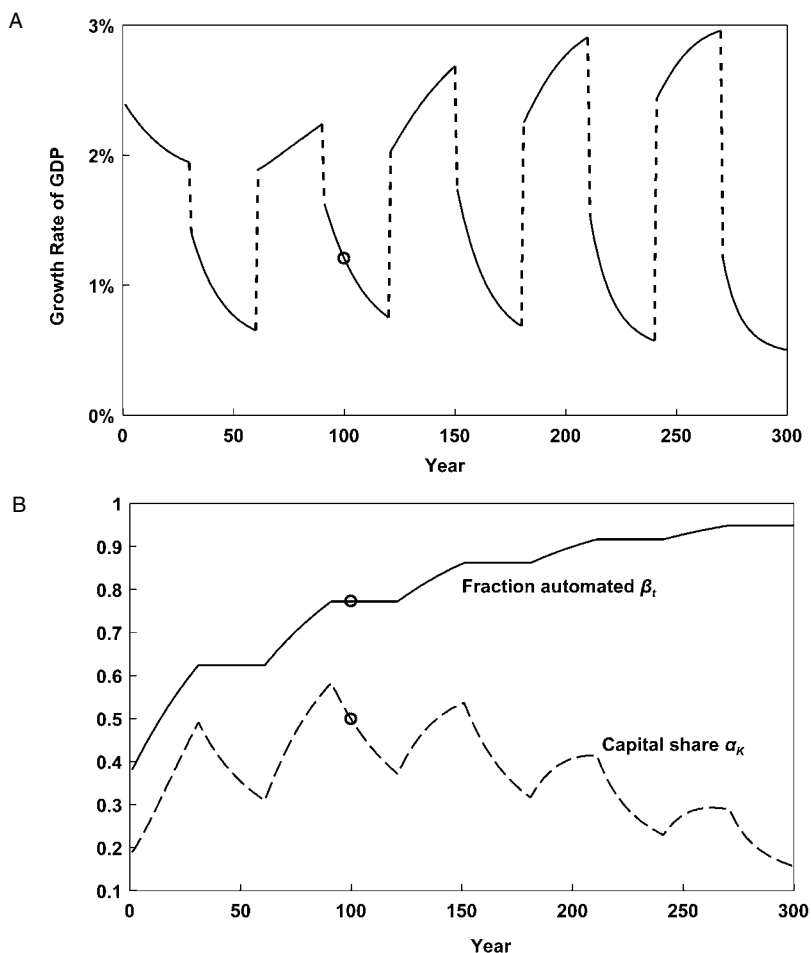 A
3%
2%
1%
0%
Growth Rate of GDP
0 50 100 150 200 250 300
Year
B
1
0.9
0.8
0.7
0.6
0.5
0.4
0.3
0.2
0.1
Fraction automated βₜ
Capital share α_K
0 50 100 150 200 250 300
Year